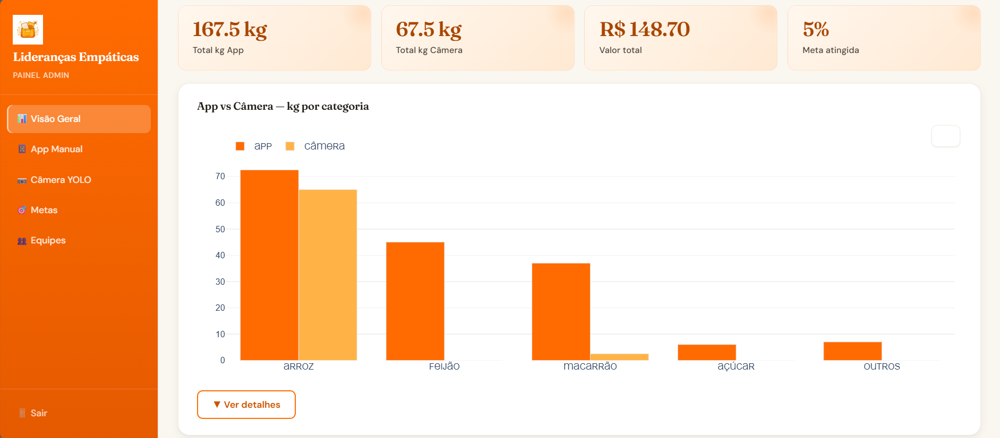 Lideranças Empáticas
PAINEL ADMIN
Visão Geral
App Manual
Câmera YOLO
Metas
Equipes
Sair
167.5 kg
Total kg App
67.5 kg
Total kg Câmera
R$ 148.70
Valor total
5%
Meta atingida
App vs Câmera — kg por categoria
App Câmera
70
60
50
40
30
20
10
0
Arroz Feijão Macarrão Açúcar Outros
▼ Ver detalhes